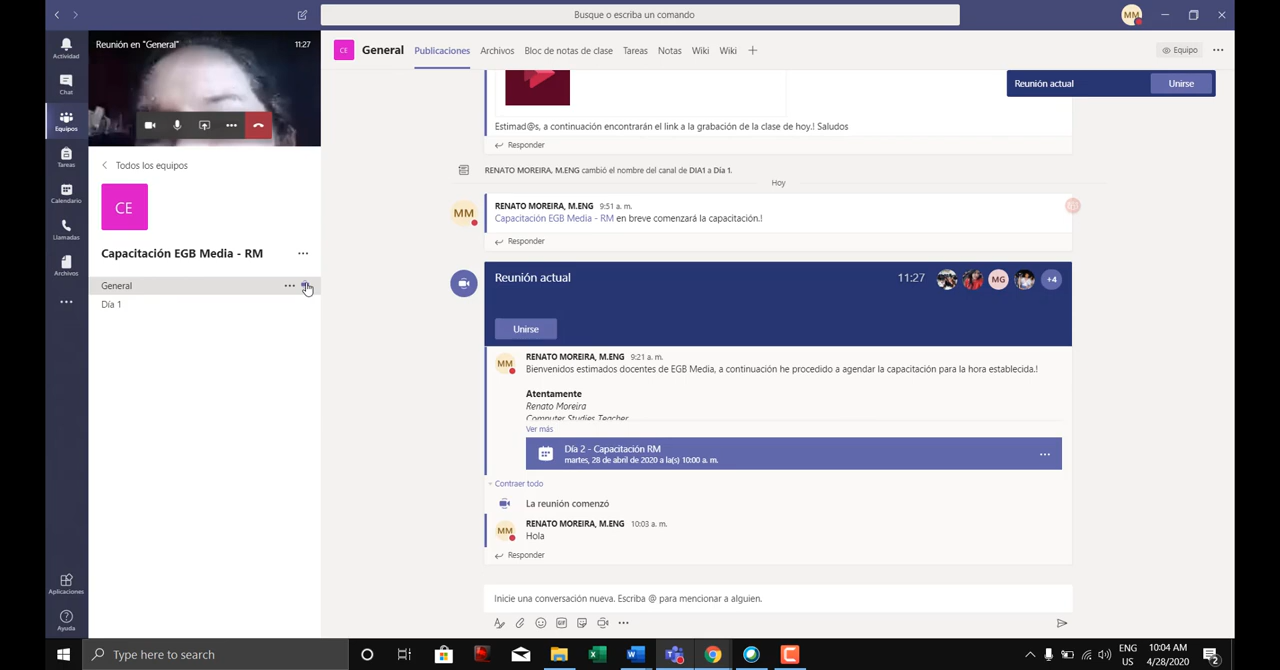 Busque o escriba un comando
MM
Actividad
Chat
Equipos
Tareas
Calendario
Llamadas
Archivos
Aplicaciones
Ayuda
Reunión en "General"
11:27
Todos los equipos
CE
Capacitación EGB Media - RM
General
Día 1
CE
General
Publicaciones
Archivos
Bloc de notas de clase
Tareas
Notas
Wiki
Wiki
Equipo
Reunión actual
Unirse
Estimad@s, a continuación encontrarán el link a la grabación de la clase de hoy.! Saludos
Responder
RENATO MOREIRA, M.ENG cambió el nombre del canal de DIA1 a Día 1.
Hoy
MM
RENATO MOREIRA, M.ENG 9:51 a. m.
Capacitación EGB Media - RM en breve comenzará la capacitación.!
Responder
Reunión actual
11:27
MG
+4
Unirse
MM
RENATO MOREIRA, M.ENG 9:21 a. m.
Bienvenidos estimados docentes de EGB Media, a continuación he procedido a agendar la capacitación para la hora establecida.!
Atentamente
Renato Moreira
Computer Studies Teacher
Ver más
Día 2 - Capacitación RM
martes, 28 de abril de 2020 a la(s) 10:00 a. m.
Contraer todo
La reunión comenzó
MM
RENATO MOREIRA, M.ENG 10:03 a. m.
Hola
Responder
Inicie una conversación nueva. Escriba @ para mencionar a alguien.
GIF
Type here to search
ENG
US
10:04 AM
4/28/2020
2